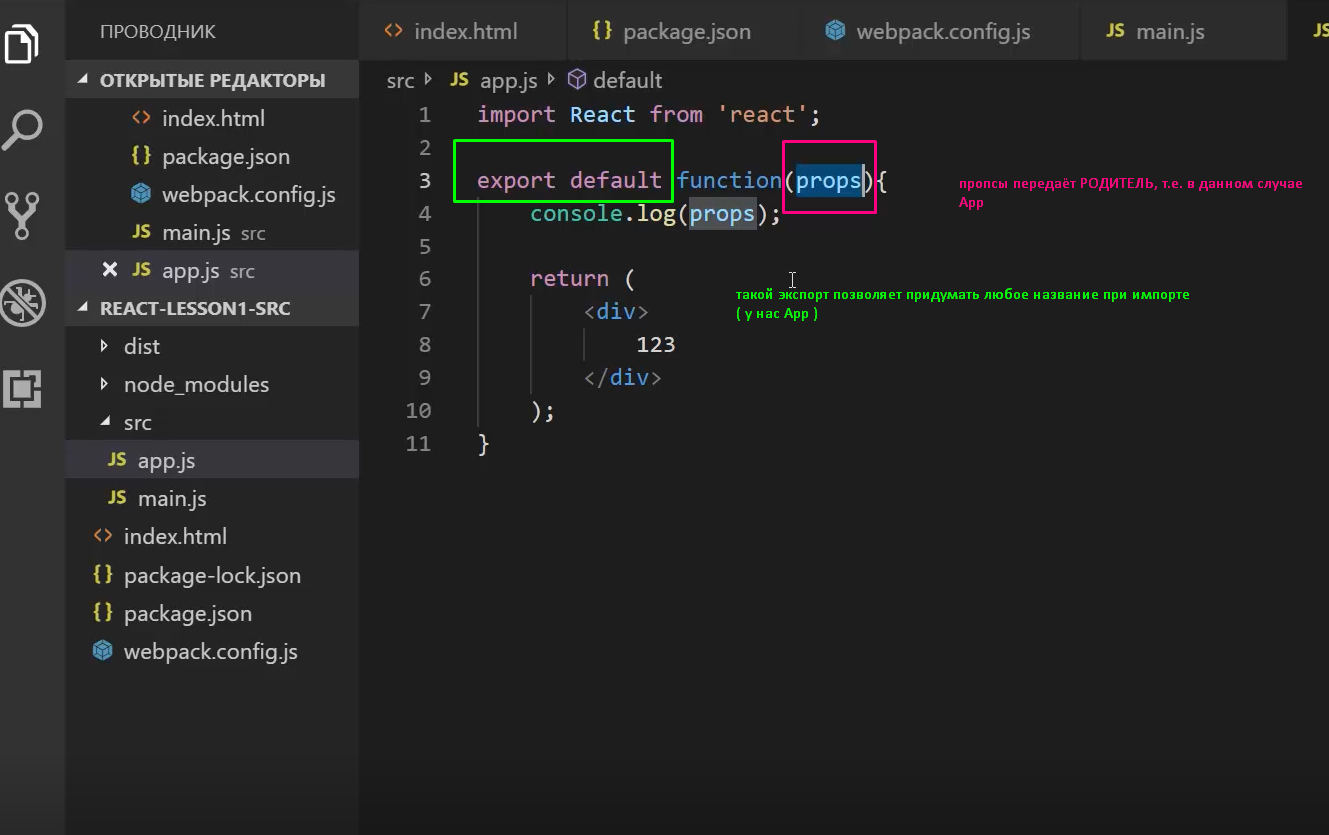 ПРОВОДНИК
ОТКРЫТЫЕ РЕДАКТОРЫ
<> index.html
{} package.json
webpack.config.js
JS main.js src
JS app.js src
REACT-LESSON1-SRC
dist
node_modules
src
JS app.js
JS main.js
<> index.html
{} package-lock.json
{} package.json
webpack.config.js
<> index.html {} package.json webpack.config.js JS main.js JS
src JS app.js default
1 import React from 'react';
2
3 export default function(props){
4 console.log(props);
5
6 return (
7 <div>
8 123
9 </div>
10 );
11 }
пропсы передаёт РОДИТЕЛЬ, т.е. в данном случае
App
такой экспорт позволяет придумать любое название при импорте
( у нас App )